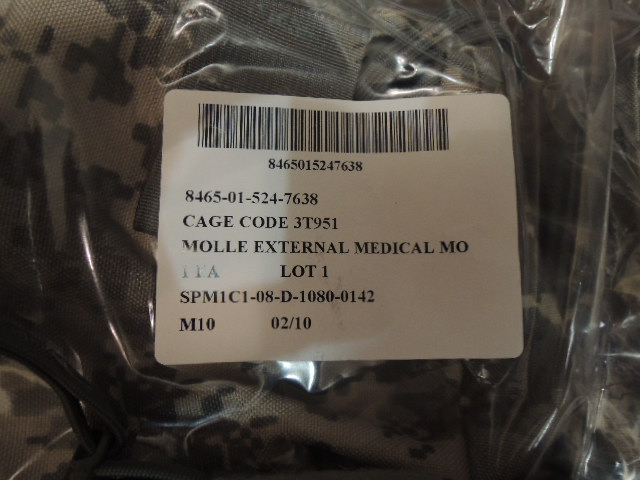 8465015247638
8465-01-524-7638
CAGE CODE 3T951
MOLLE EXTERNAL MEDICAL MO
LOT 1
SPM1C1-08-D-1080-0142
M10 02/10